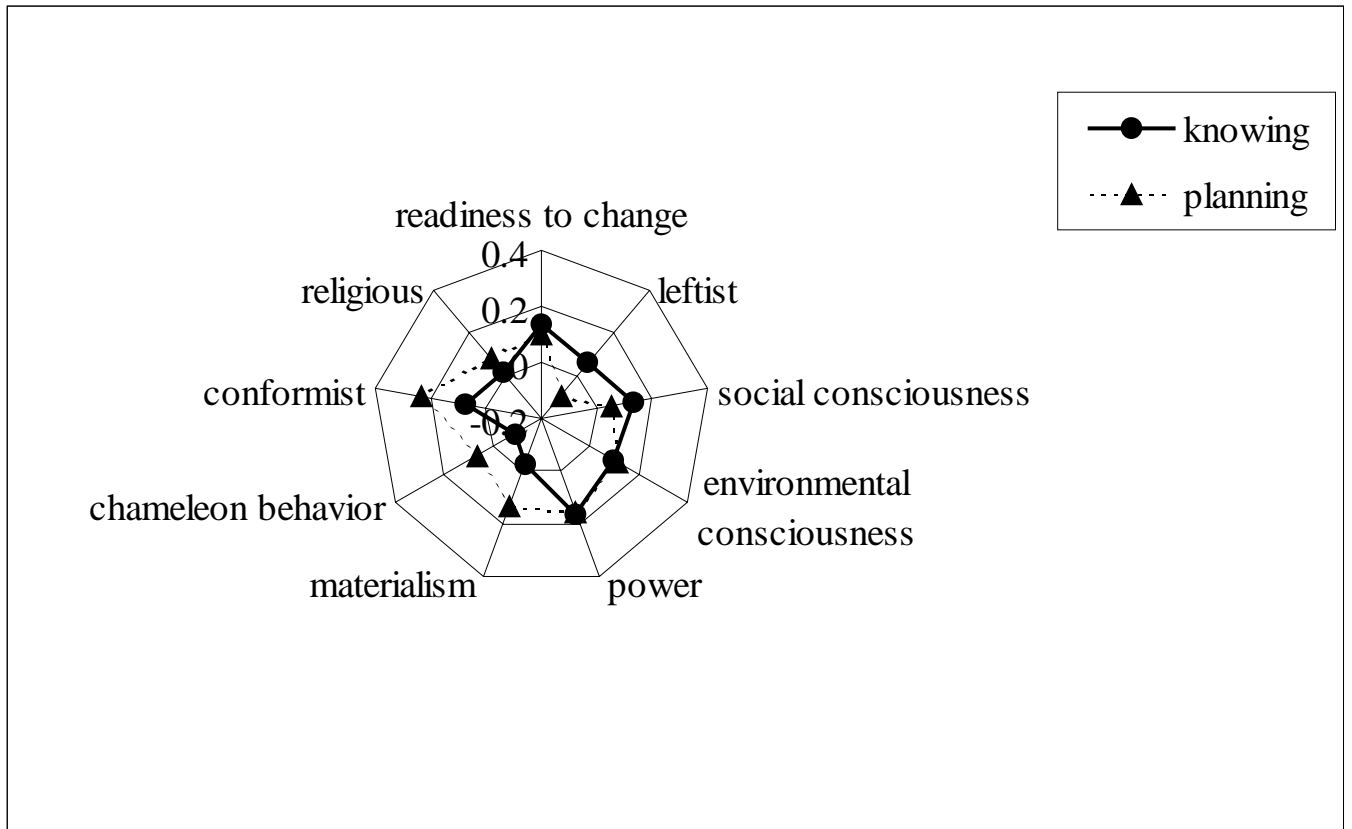 knowing
planning
readiness to change
0.4
religious
leftist
0.2
0
conformist
social consciousness
-0.2
environmental
consciousness
chameleon behavior
materialism
power